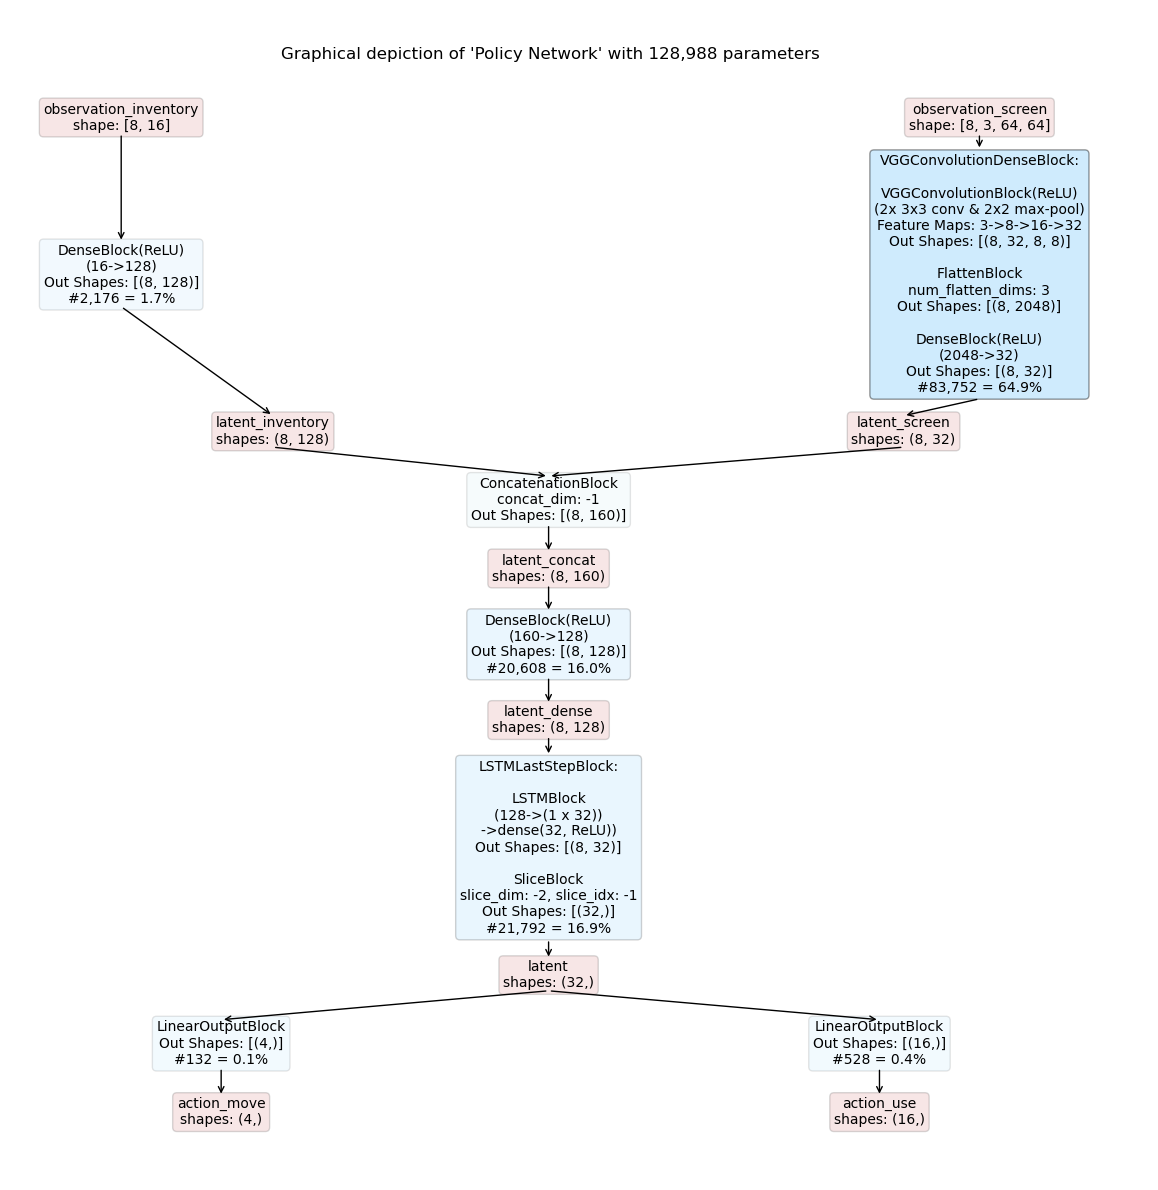 Graphical depiction of 'Policy Network' with 128,988 parameters
observation_inventory
shape: [8, 16]
observation_screen
shape: [8, 3, 64, 64]
VGGConvolutionDenseBlock:
VGGConvolutionBlock(ReLU)
(2x 3x3 conv & 2x2 max-pool)
Feature Maps: 3->8->16->32
Out Shapes: [(8, 32, 8, 8)]
FlattenBlock
num_flatten_dims: 3
Out Shapes: [(8, 2048)]
DenseBlock(ReLU)
(2048->32)
Out Shapes: [(8, 32)]
#83,752 = 64.9%
DenseBlock(ReLU)
(16->128)
Out Shapes: [(8, 128)]
#2,176 = 1.7%
latent_inventory
shapes: (8, 128)
latent_screen
shapes: (8, 32)
ConcatenationBlock
concat_dim: -1
Out Shapes: [(8, 160)]
latent_concat
shapes: (8, 160)
DenseBlock(ReLU)
(160->128)
Out Shapes: [(8, 128)]
#20,608 = 16.0%
latent_dense
shapes: (8, 128)
LSTMLastStepBlock:
LSTMBlock
(128->(1 x 32))
->dense(32, ReLU))
Out Shapes: [(8, 32)]
SliceBlock
slice_dim: -2, slice_idx: -1
Out Shapes: [(32,)]
#21,792 = 16.9%
latent
shapes: (32,)
LinearOutputBlock
Out Shapes: [(4,)]
#132 = 0.1%
LinearOutputBlock
Out Shapes: [(16,)]
#528 = 0.4%
action_move
shapes: (4,)
action_use
shapes: (16,)